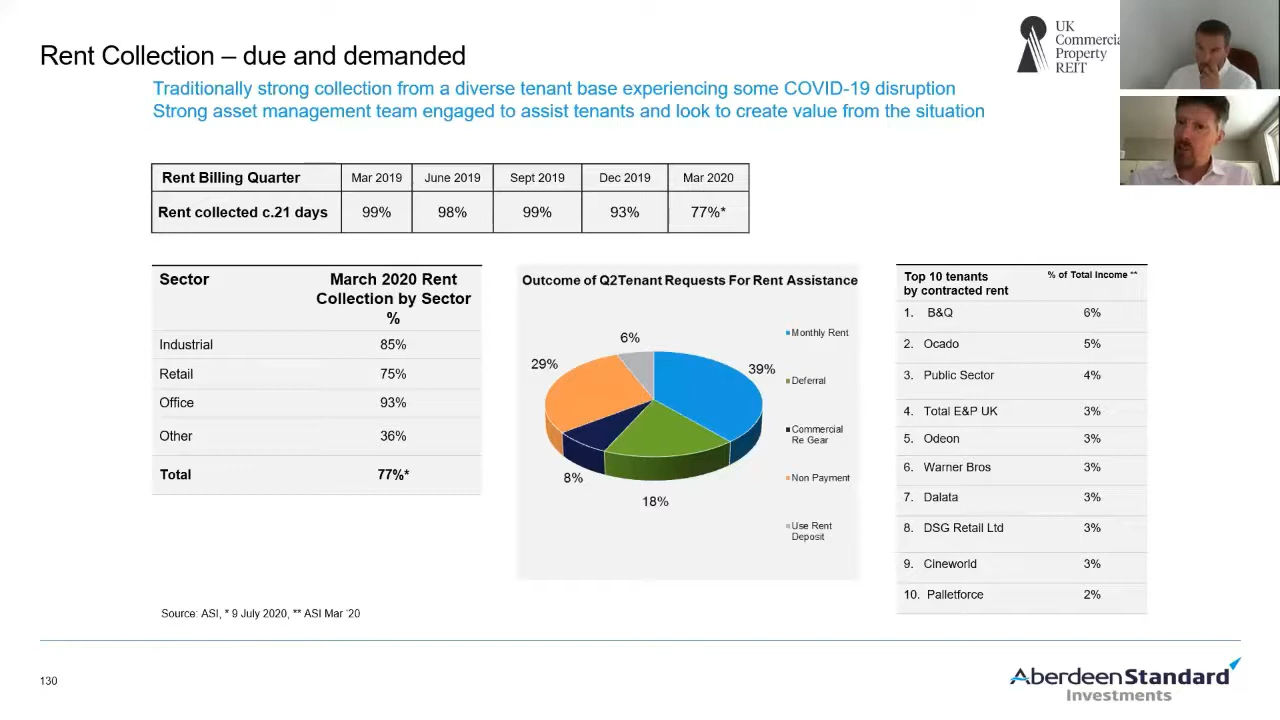 Rent Collection – due and demanded
UK
Commercia
Property
REIT
Traditionally strong collection from a diverse tenant base experiencing some COVID-19 disruption
Strong asset management team engaged to assist tenants and look to create value from the situation
Rent Billing Quarter Mar 2019 June 2019 Sept 2019 Dec 2019 Mar 2020
Rent collected c.21 days 99% 98% 99% 93% 77%*
Sector March 2020 Rent
Collection by Sector
%
Industrial 85%
Retail 75%
Office 93%
Other 36%
Total 77%*
Outcome of Q2Tenant Requests For Rent Assistance
6%
29%
39%
8%
18%
Monthly Rent
Deferral
Commercial
Re Gear
Non Payment
Use Rent
Deposit
Top 10 tenants % of Total Income **
by contracted rent
1. B&Q 6%
2. Ocado 5%
3. Public Sector 4%
4. Total E&P UK 3%
5. Odeon 3%
6. Warner Bros 3%
7. Dalata 3%
8. DSG Retail Ltd 3%
9. Cineworld 3%
10. Palletforce 2%
Source: ASI, * 9 July 2020, ** ASI Mar '20
130
AberdeenStandard
Investments